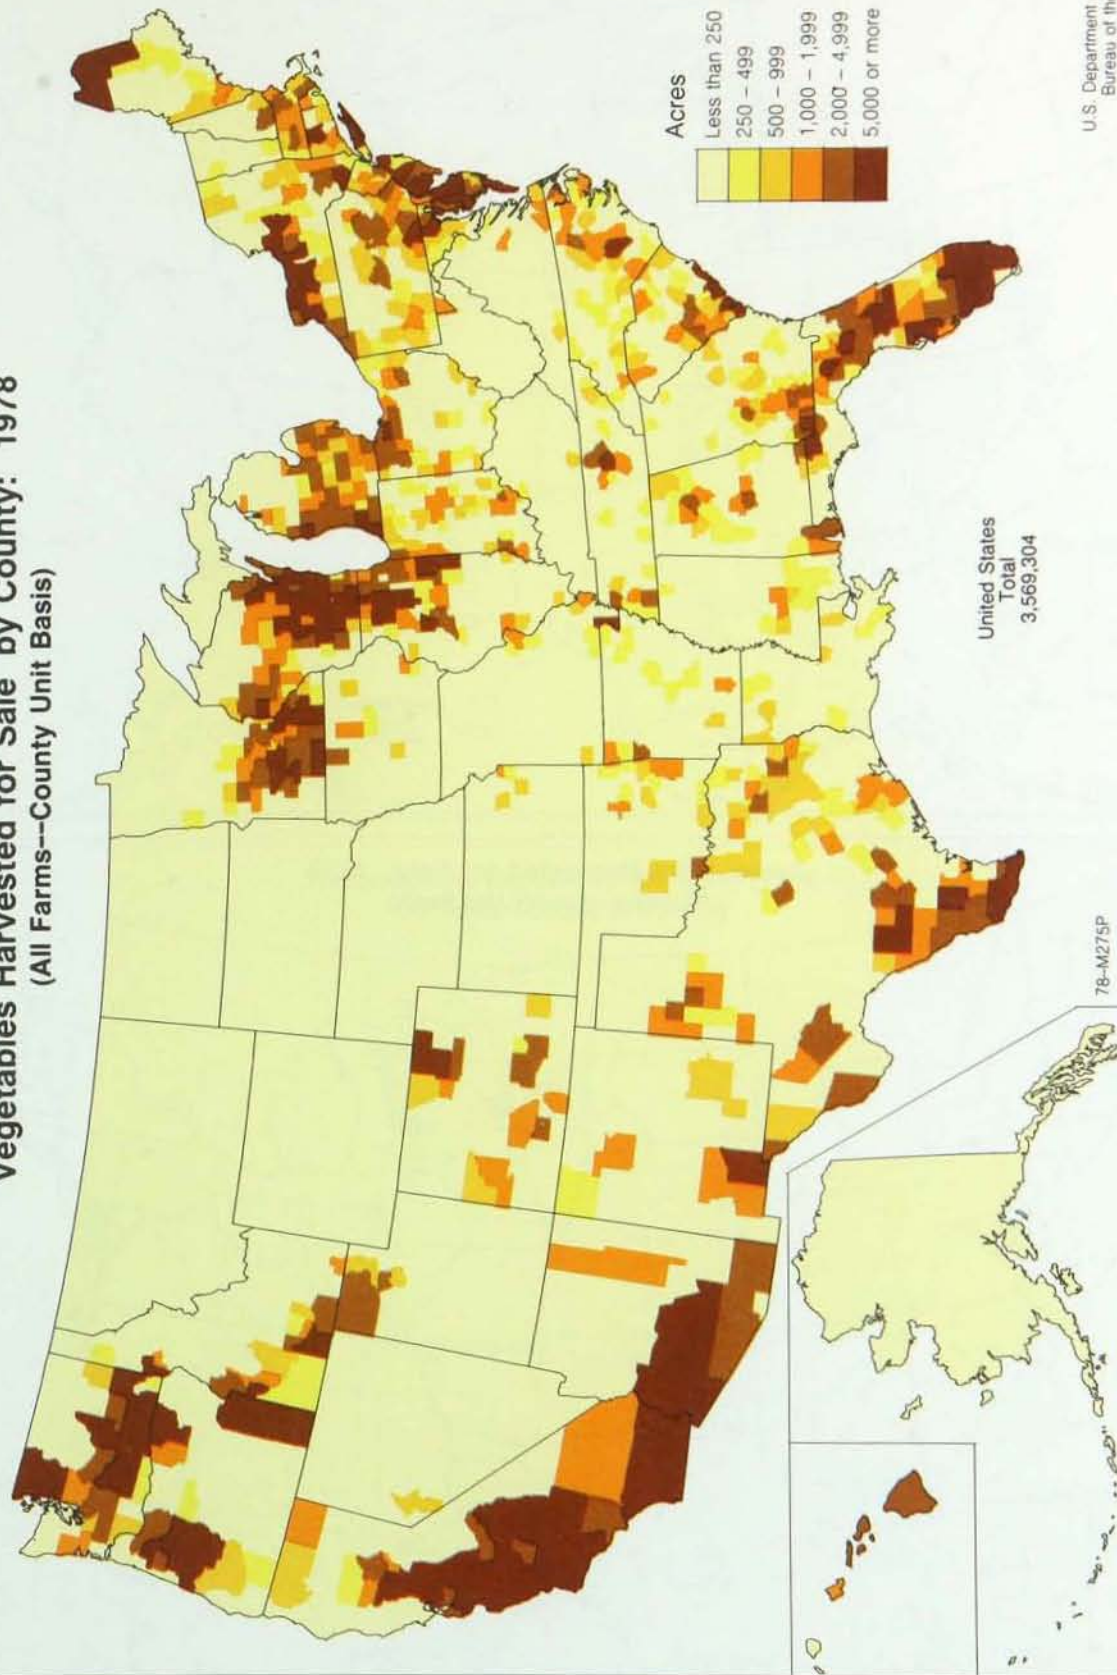 Vegetables Harvested for Sale by County: 1978
(All Farms--County Unit Basis)
Acres
Less than 250
250 – 499
500 – 999
1,000 – 1,999
2,000 – 4,999
5,000 or more
United States
Total
3,569,304
78-M275P
U.S. Department
Bureau of the